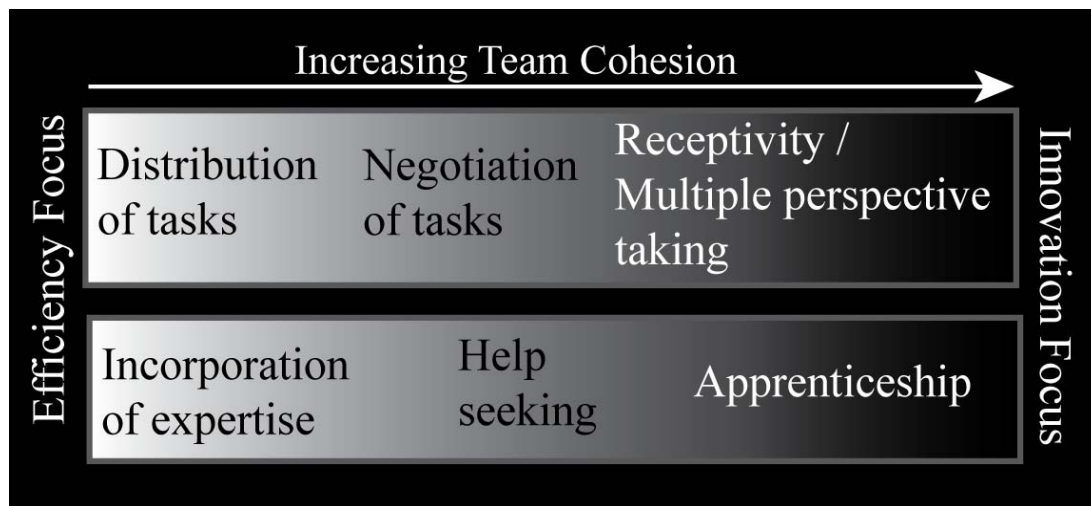 Increasing Team Cohesion
Efficiency Focus
Distribution
of tasks
Negotiation
of tasks
Receptivity /
Multiple perspective
taking
Incorporation
of expertise
Help
seeking
Apprenticeship
Innovation Focus